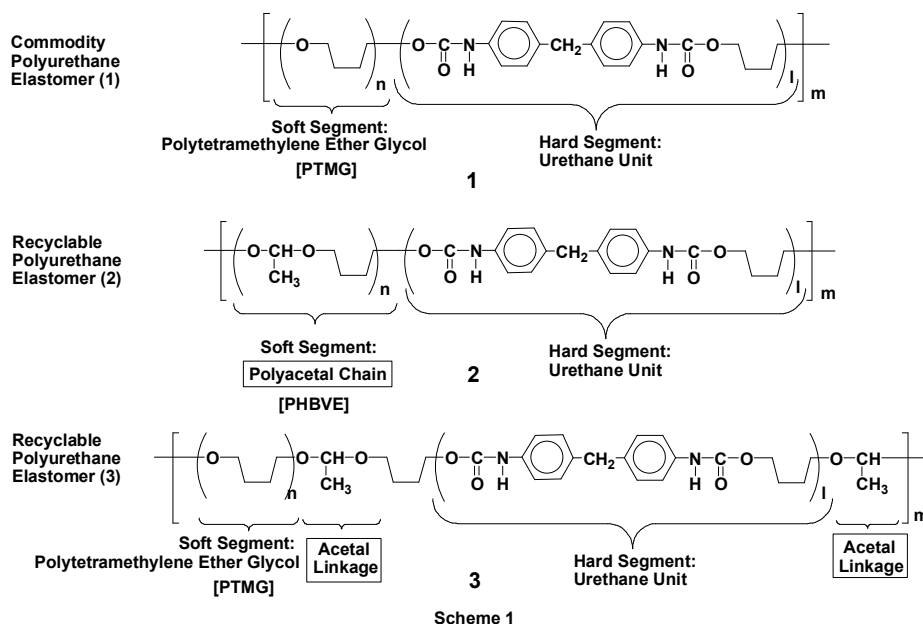 Commodity
Polyurethane
Elastomer (1)
O
n
O C N CH2 N C O
O H H O
l
m
Soft Segment:
Polytetramethylene Ether Glycol
[PTMG]
Hard Segment:
Urethane Unit
1
Recyclable
Polyurethane
Elastomer (2)
O CH O
CH3
n
O C N CH2 N C O
O H H O
l
m
Soft Segment:
Polyacetal Chain
[PHBVE]
Hard Segment:
Urethane Unit
2
Recyclable
Polyurethane
Elastomer (3)
O
n
O CH O
CH3
O C N CH2 N C O
O H H O
l
O CH
CH3
m
Soft Segment:
Polytetramethylene Ether Glycol
[PTMG]
Acetal
Linkage
Hard Segment:
Urethane Unit
Acetal
Linkage
3
Scheme 1